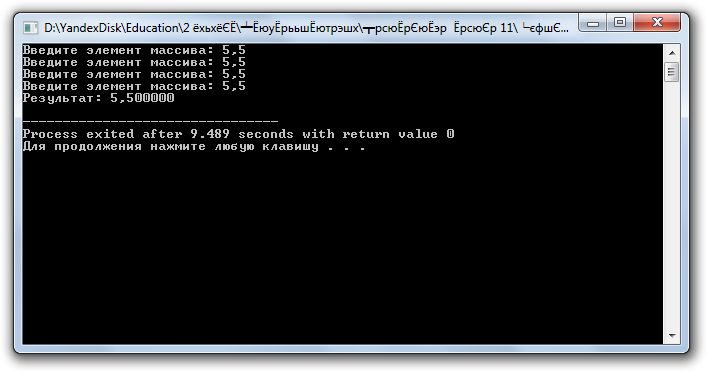 D:\YandexDisk\Education\2 ёхьхёЄЁ\┴ЁюуЁрььшЁютрэшх\┬рсюЁрЄюЁэр  ЁрсюЄр 11\└єфшЄ...
Введите элемент массива: 5,5
Введите элемент массива: 5,5
Введите элемент массива: 5,5
Введите элемент массива: 5,5
Результат: 5,500000
--------------------------------
Process exited after 9.489 seconds with return value 0
Для продолжения нажмите любую клавишу . . .